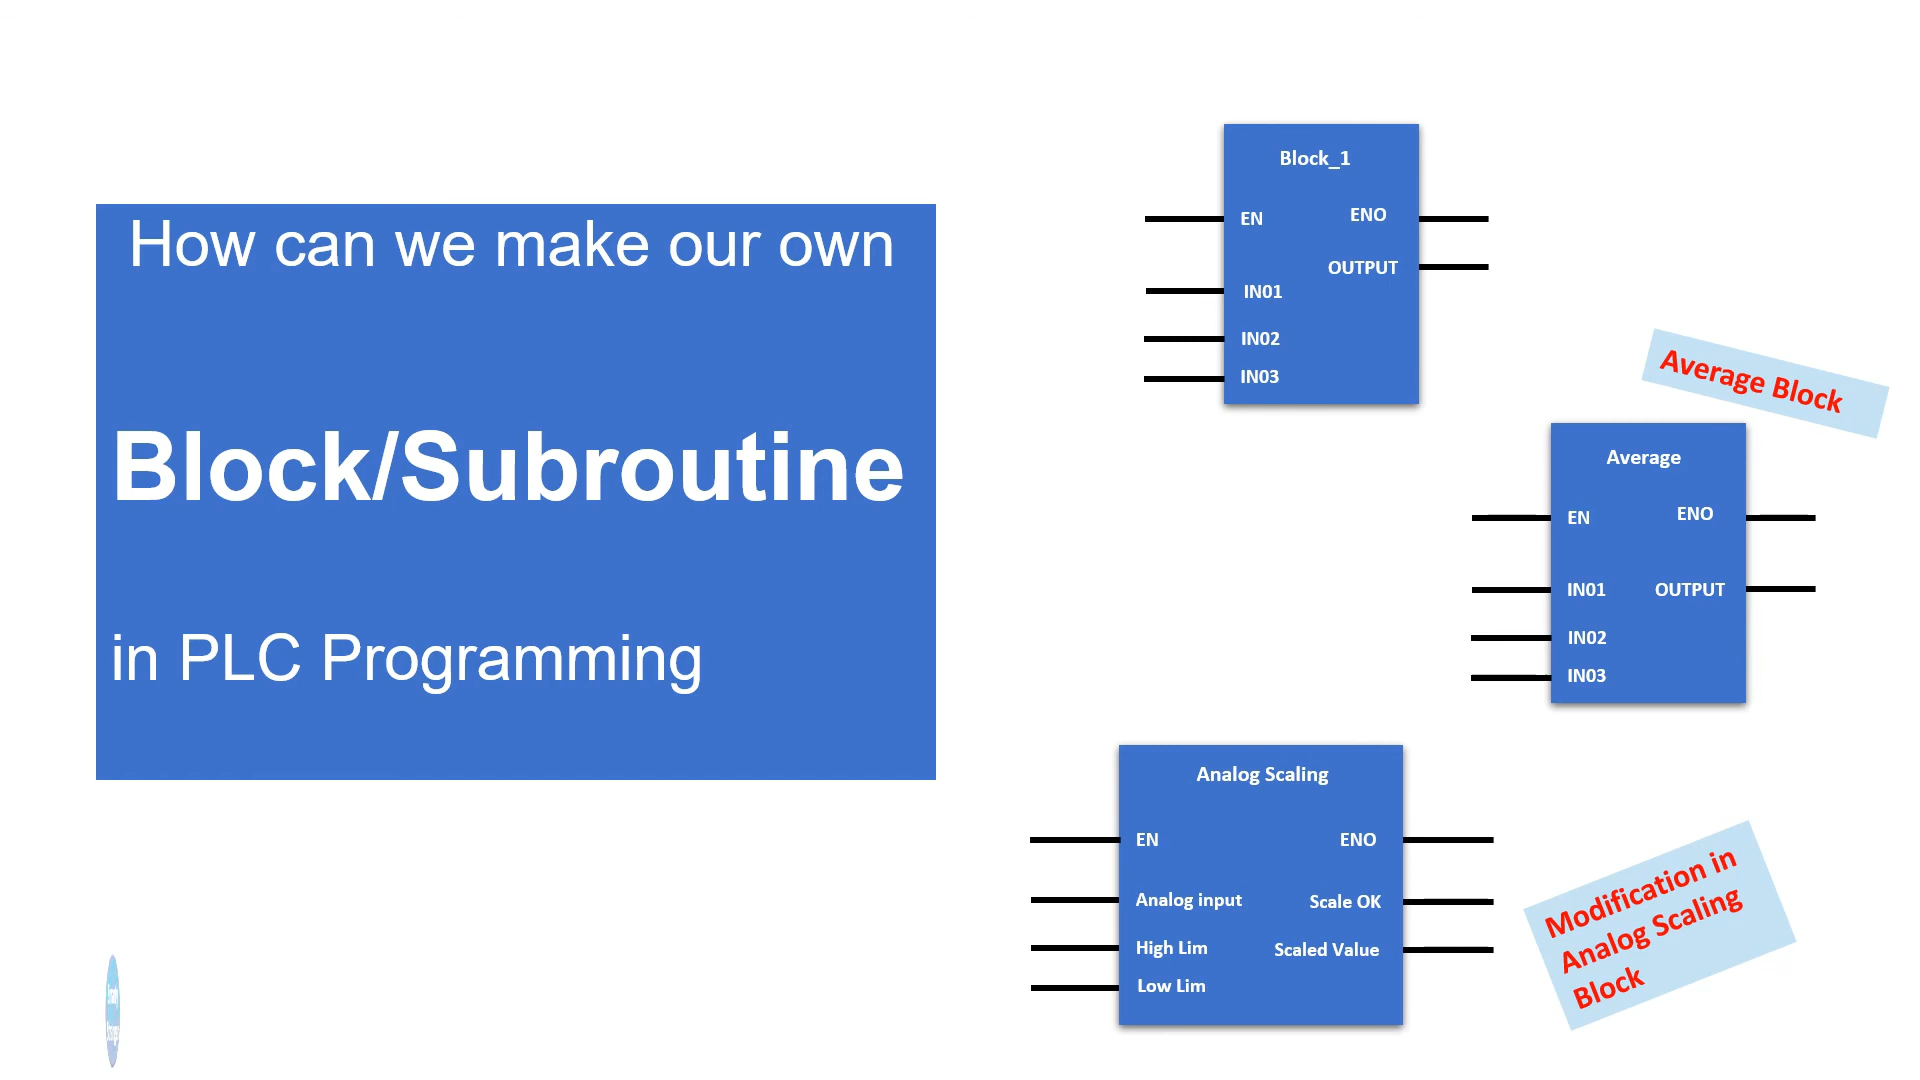 How can we make our own
Block/Subroutine
in PLC Programming
Block_1
EN
ENO
OUTPUT
IN01
IN02
IN03
Average Block
Average
EN
ENO
IN01
OUTPUT
IN02
IN03
Analog Scaling
EN
ENO
Analog input
Scale OK
High Lim
Scaled Value
Low Lim
Modification in
Analog Scaling
Block